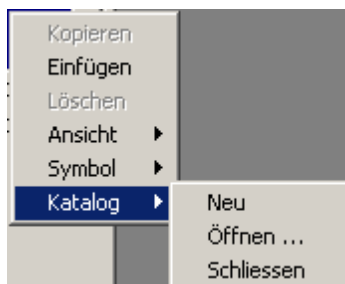 Kopieren
Einfügen
Löschen
Ansicht
Symbol
Katalog
Neu
Öffnen ...
Schliessen